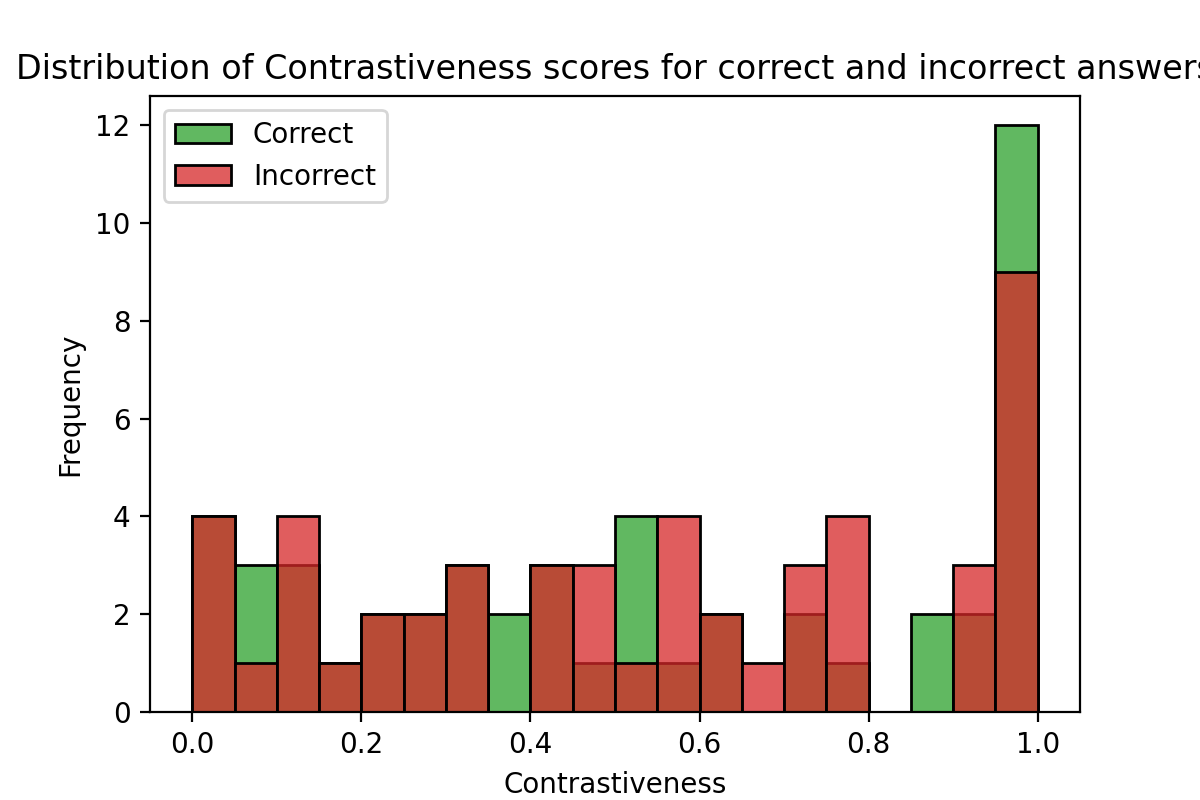 Distribution of Contrastiveness scores for correct and incorrect answers
Correct
Incorrect
12
10
8
6
4
2
0
Frequency
0.0 0.2 0.4 0.6 0.8 1.0
Contrastiveness